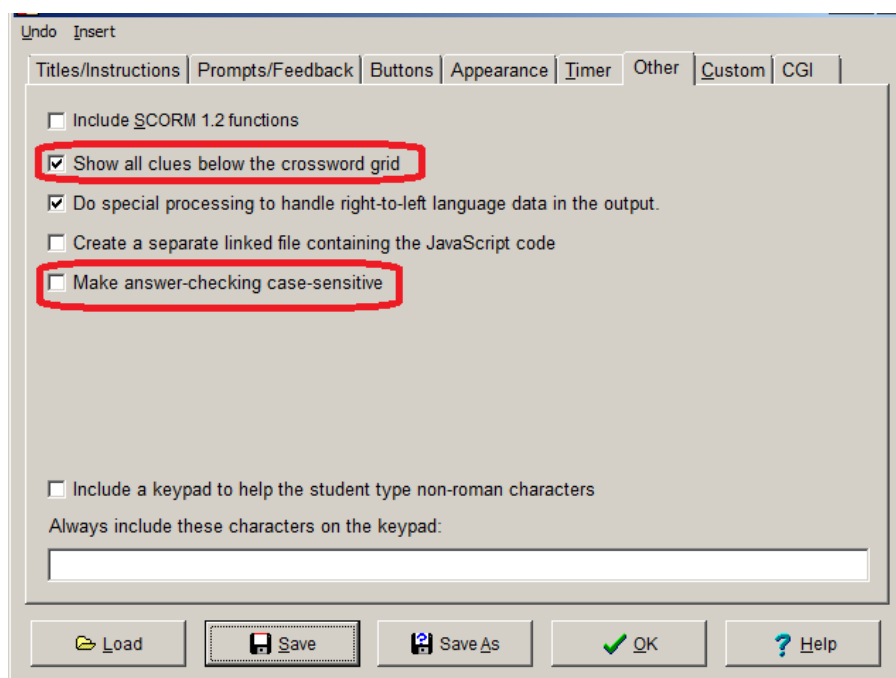 Undo Insert
Titles/Instructions Prompts/Feedback Buttons Appearance Timer Other Custom CGI
Include SCORM 1.2 functions
Show all clues below the crossword grid
Do special processing to handle right-to-left language data in the output.
Create a separate linked file containing the JavaScript code
Make answer-checking case-sensitive
Include a keypad to help the student type non-roman characters
Always include these characters on the keypad:
Load Save Save As OK Help